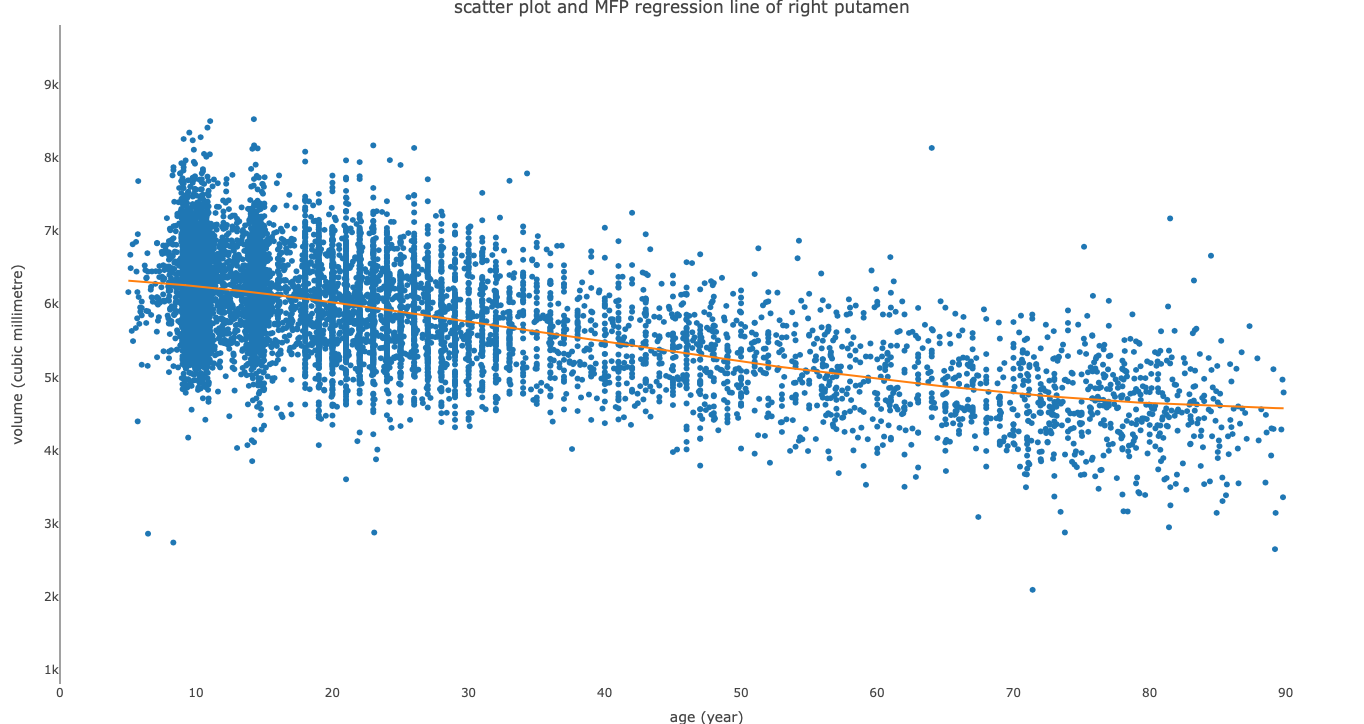 scatter plot and MFP regression line of right putamen
9k
8k
7k
6k
5k
4k
3k
2k
1k
volume (cubic millimetre)
0 10 20 30 40 50 60 70 80 90
age (year)